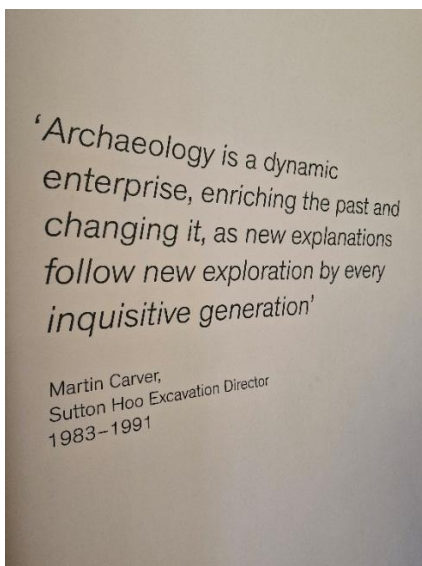 ‘Archaeology is a dynamic
enterprise, enriching the past and
changing it, as new explanations
follow new exploration by every
inquisitive generation’
Martin Carver,
Sutton Hoo Excavation Director
1983–1991